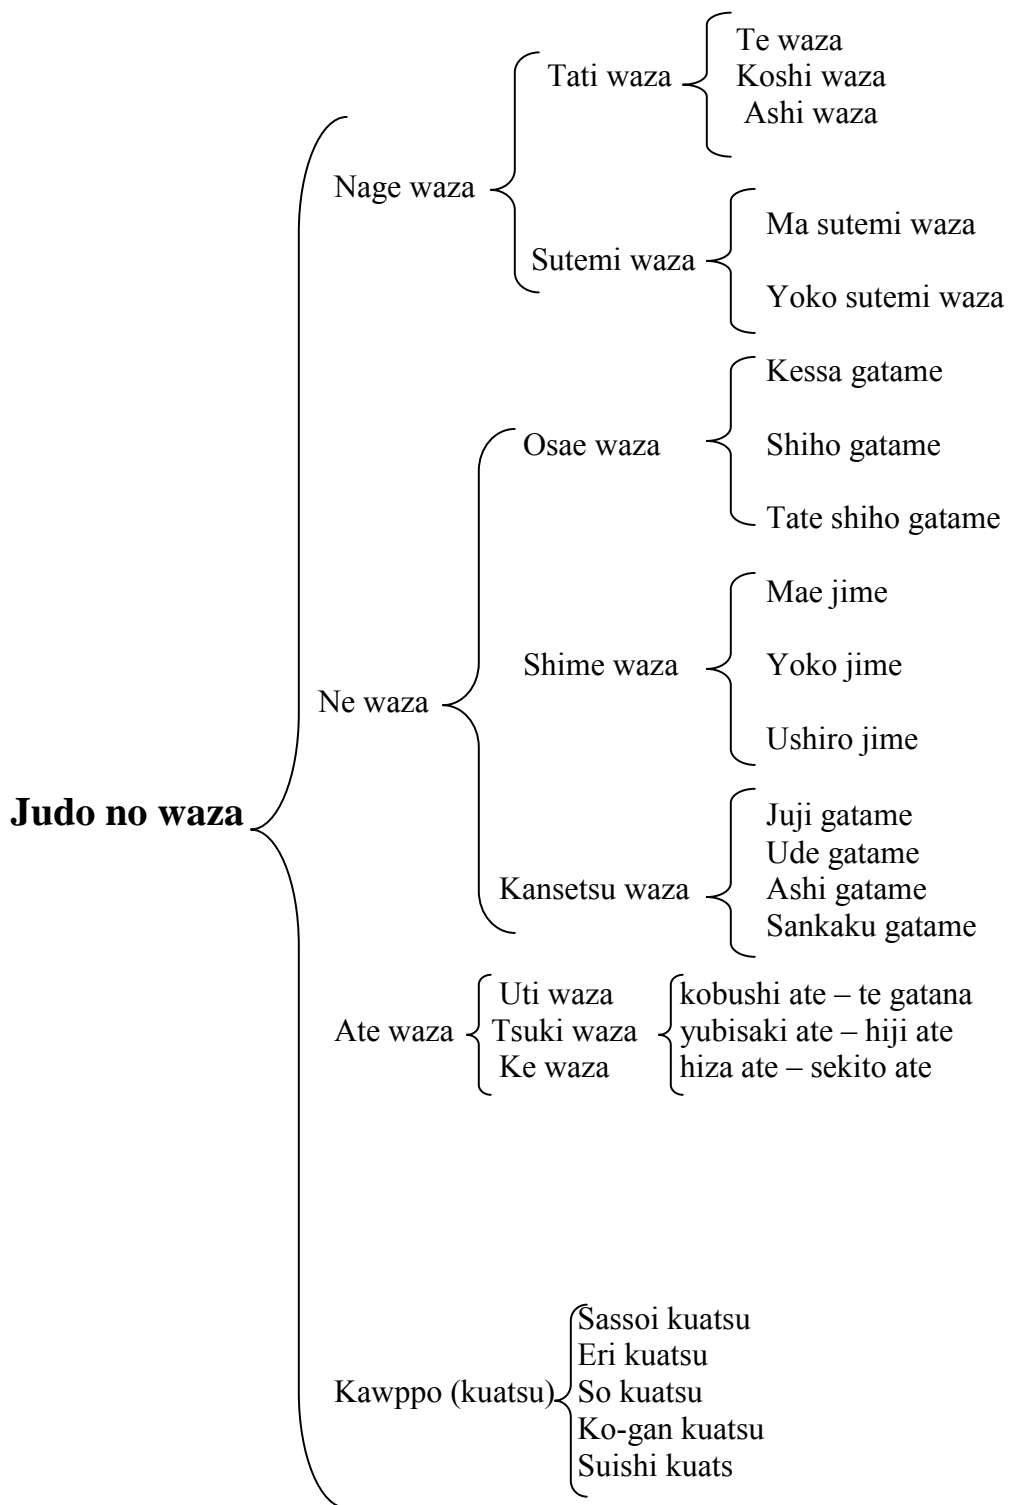 Te waza
Tati waza
Koshi waza
Ashi waza
Nage waza
Ma sutemi waza
Sutemi waza
Yoko sutemi waza
Kessa gatame
Osae waza
Shiho gatame
Tate shiho gatame
Mae jime
Shime waza
Yoko jime
Ne waza
Ushiro jime
Judo no waza
Juji gatame
Ude gatame
Kansetsu waza
Ashi gatame
Sankaku gatame
Uti waza
kobushi ate – te gatana
Ate waza
Tsuki waza
yubisaki ate – hiji ate
Ke waza
hiza ate – sekito ate
Sassoi kuatsu
Eri kuatsu
Kawppo (kuatsu)
So kuatsu
Ko-gan kuatsu
Suishi kuats